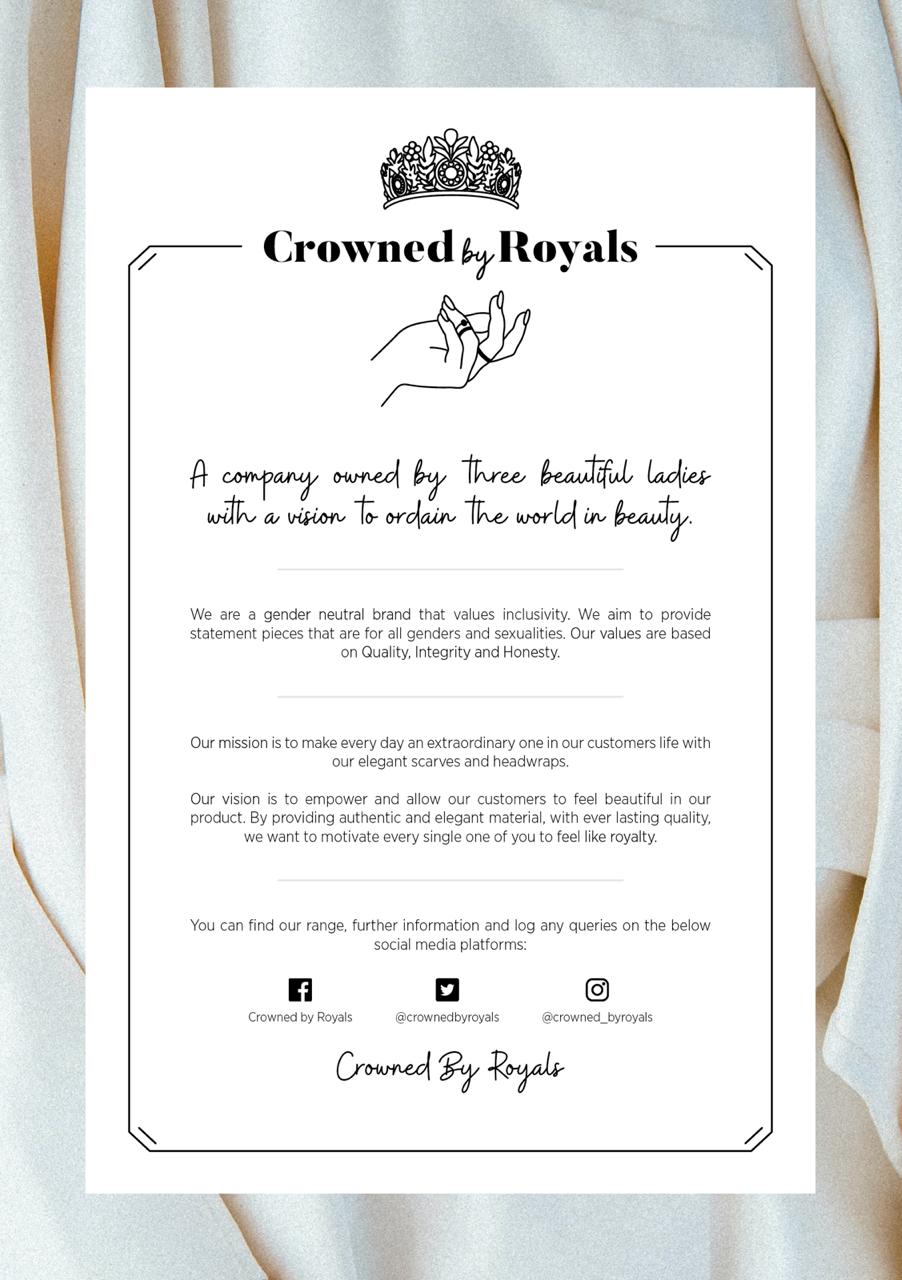 Crowned by Royals
A company owned by three beautiful ladies
with a vision to ordain the world in beauty.
We are a gender neutral brand that values inclusivity. We aim to provide
statement pieces that are for all genders and sexualities. Our values are based
on Quality, Integrity and Honesty.
Our mission is to make every day an extraordinary one in our customers life with
our elegant scarves and headwraps.
Our vision is to empower and allow our customers to feel beautiful in our
product. By providing authentic and elegant material, with ever lasting quality,
we want to motivate every single one of you to feel like royalty.
You can find our range, further information and log any queries on the below
social media platforms:
Crowned by Royals
@crownedbyroyals
@crowned_byroyals
Crowned By Royals